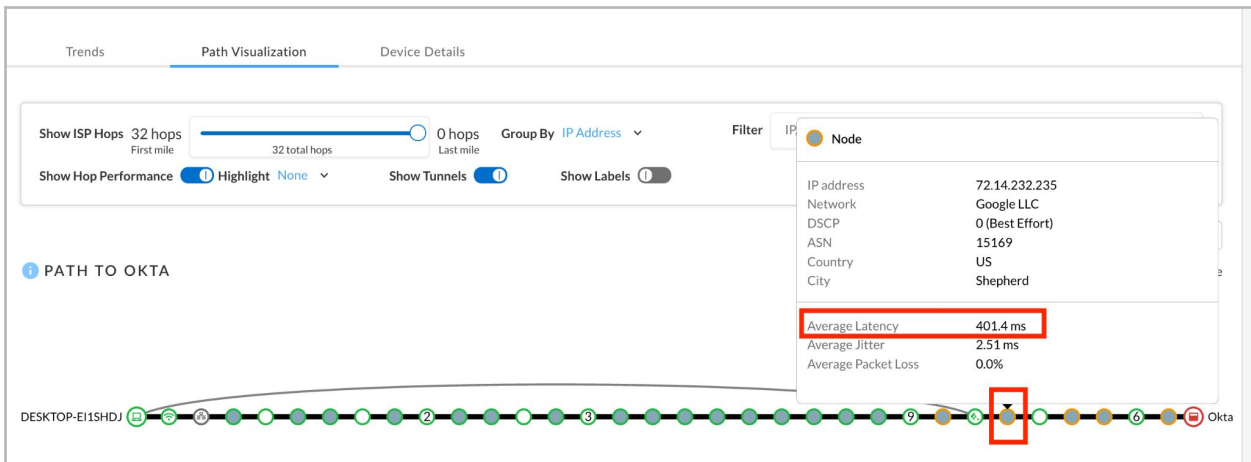 Trends Path Visualization Device Details
Show ISP Hops 32 hops 0 hops Group By IP Address Filter IP
First mile 32 total hops Last mile
Show Hop Performance Highlight None Show Tunnels Show Labels
Node
IP address 72.14.232.235
Network Google LLC
DSCP 0 (Best Effort)
ASN 15169
Country US
City Shepherd
Average Latency 401.4 ms
Average Jitter 2.51 ms
Average Packet Loss 0.0%
PATH TO OKTA
e
DESKTOP-EI1SHDJ 2 3 9 6 Okta